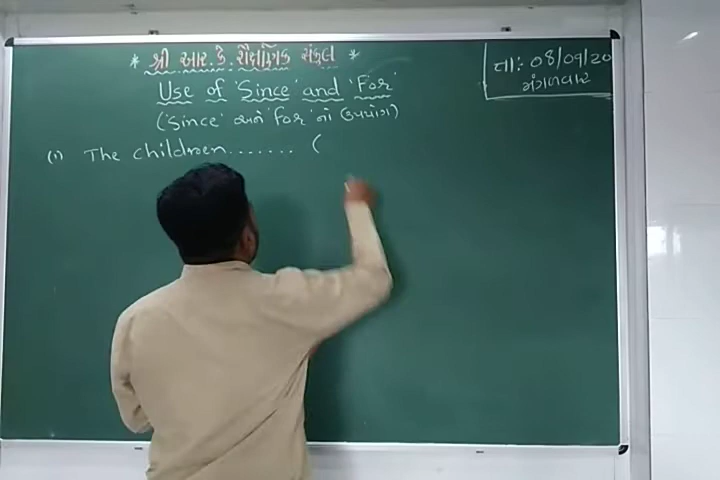 * શ્રી આર. કે. શૈક્ષણિક સંકુલ *
તા: 08/09/20
મંગળવાર
Use of 'Since' and 'For'
('Since' અને 'for' નો ઉપયોગ)
(1) The children....... (